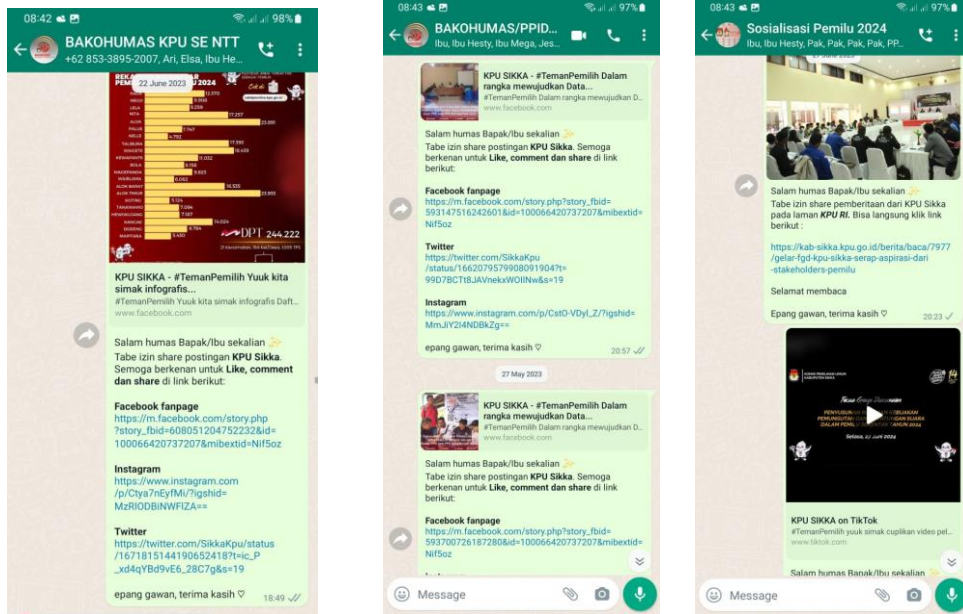 08:42
98%
BAKOHUMAS KPU SE NTT
+62 853-3895-2007, Ari, Elsa, Ibu He...
22 June 2023
DPT 244.222
KPU SIKKA - #TemanPemilih Yuuk kita
simak infografis...
#TemanPemilih Yuuk kita simak infografis Daft...
www.facebook.com
Salam humas Bapak/Ibu sekalian
Tabe izin share postingan KPU Sikka.
Semoga berkenan untuk Like, comment
dan share di link berikut:
Facebook fanpage
https://m.facebook.com/story.php
?story_fbid=608051204752232&id=
100066420737207&mibextid=Nif5oz
Instagram
https://www.instagram.com
/p/Ctya7nEyfMi/?igshid=
MzRlODBiNWFlZA==
Twitter
https://twitter.com/SikkaKpu/status
/1671815144190652418?t=ic_P
_xd4qYBd9vE6_28C7g&s=19
epang gawan, terima kasih ♡
18:49
08:43
97%
BAKOHUMAS/PPID...
Ibu, Ibu Hesty, Ibu Mega, Jes...
KPU SIKKA - #TemanPemilih Dalam
rangka mewujudkan Data...
#TemanPemilih Dalam rangka mewujudkan D...
www.facebook.com
Salam humas Bapak/Ibu sekalian
Tabe izin share postingan KPU Sikka. Semoga
berkenan untuk Like, comment dan share di link
berikut:
Facebook fanpage
https://m.facebook.com/story.php?story_fbid=
593147516242601&id=100066420737207&mibextid=
Nif5oz
Twitter
https://twitter.com/SikkaKpu
/status/1662079579908091904?t=
99D7BCTt8JAVnekxWOIINw&s=19
Instagram
https://www.instagram.com/p/CstO-VDyl_Z/?igshid=
MmJiY2I4NDBkZg==
epang gawan, terima kasih ♡
20:57
27 May 2023
KPU SIKKA - #TemanPemilih Dalam
rangka mewujudkan Data...
#TemanPemilih Dalam rangka mewujudkan D...
www.facebook.com
Salam humas Bapak/Ibu sekalian
Tabe izin share postingan KPU Sikka. Semoga
berkenan untuk Like, comment dan share di link
berikut:
Facebook fanpage
https://m.facebook.com/story.php?story_fbid=
593700726187280&id=100066420737207&mibextid=
Nif5oz
Message
08:43
97%
Sosialisasi Pemilu 2024
Ibu, Ibu Hesty, Pak, Pak, Pak, Pak, PP...
27 June 2023
Salam humas Bapak/Ibu sekalian
Tabe izin share pemberitaan dari KPU Sikka
pada laman KPU RI. Bisa langsung klik link
berikut :
https://kab-sikka.kpu.go.id/berita/baca/7977
/gelar-fgd-kpu-sikka-serap-aspirasi-dari
-stakeholders-pemilu
Selamat membaca
Epang gawan, terima kasih ♡
20:23
Focus Group Discussion
Selasa, 27 Juni 2024
KPU SIKKA on TikTok
#TemanPemilih yuuk simak cuplikan video pel...
www.tiktok.com
Salam humas Bapak/Ibu sekalian
Message